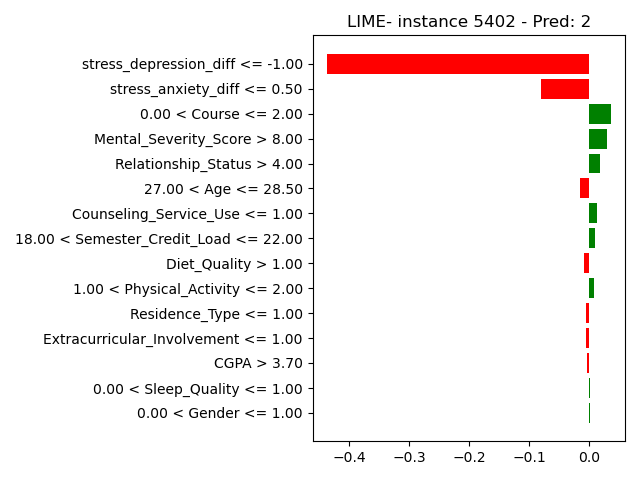 LIME- instance 5402 - Pred: 2
stress_depression_diff <= -1.00
stress_anxiety_diff <= 0.50
0.00 < Course <= 2.00
Mental_Severity_Score > 8.00
Relationship_Status > 4.00
27.00 < Age <= 28.50
Counseling_Service_Use <= 1.00
18.00 < Semester_Credit_Load <= 22.00
Diet_Quality > 1.00
1.00 < Physical_Activity <= 2.00
Residence_Type <= 1.00
Extracurricular_Involvement <= 1.00
CGPA > 3.70
0.00 < Sleep_Quality <= 1.00
0.00 < Gender <= 1.00
−0.4 −0.3 −0.2 −0.1 0.0